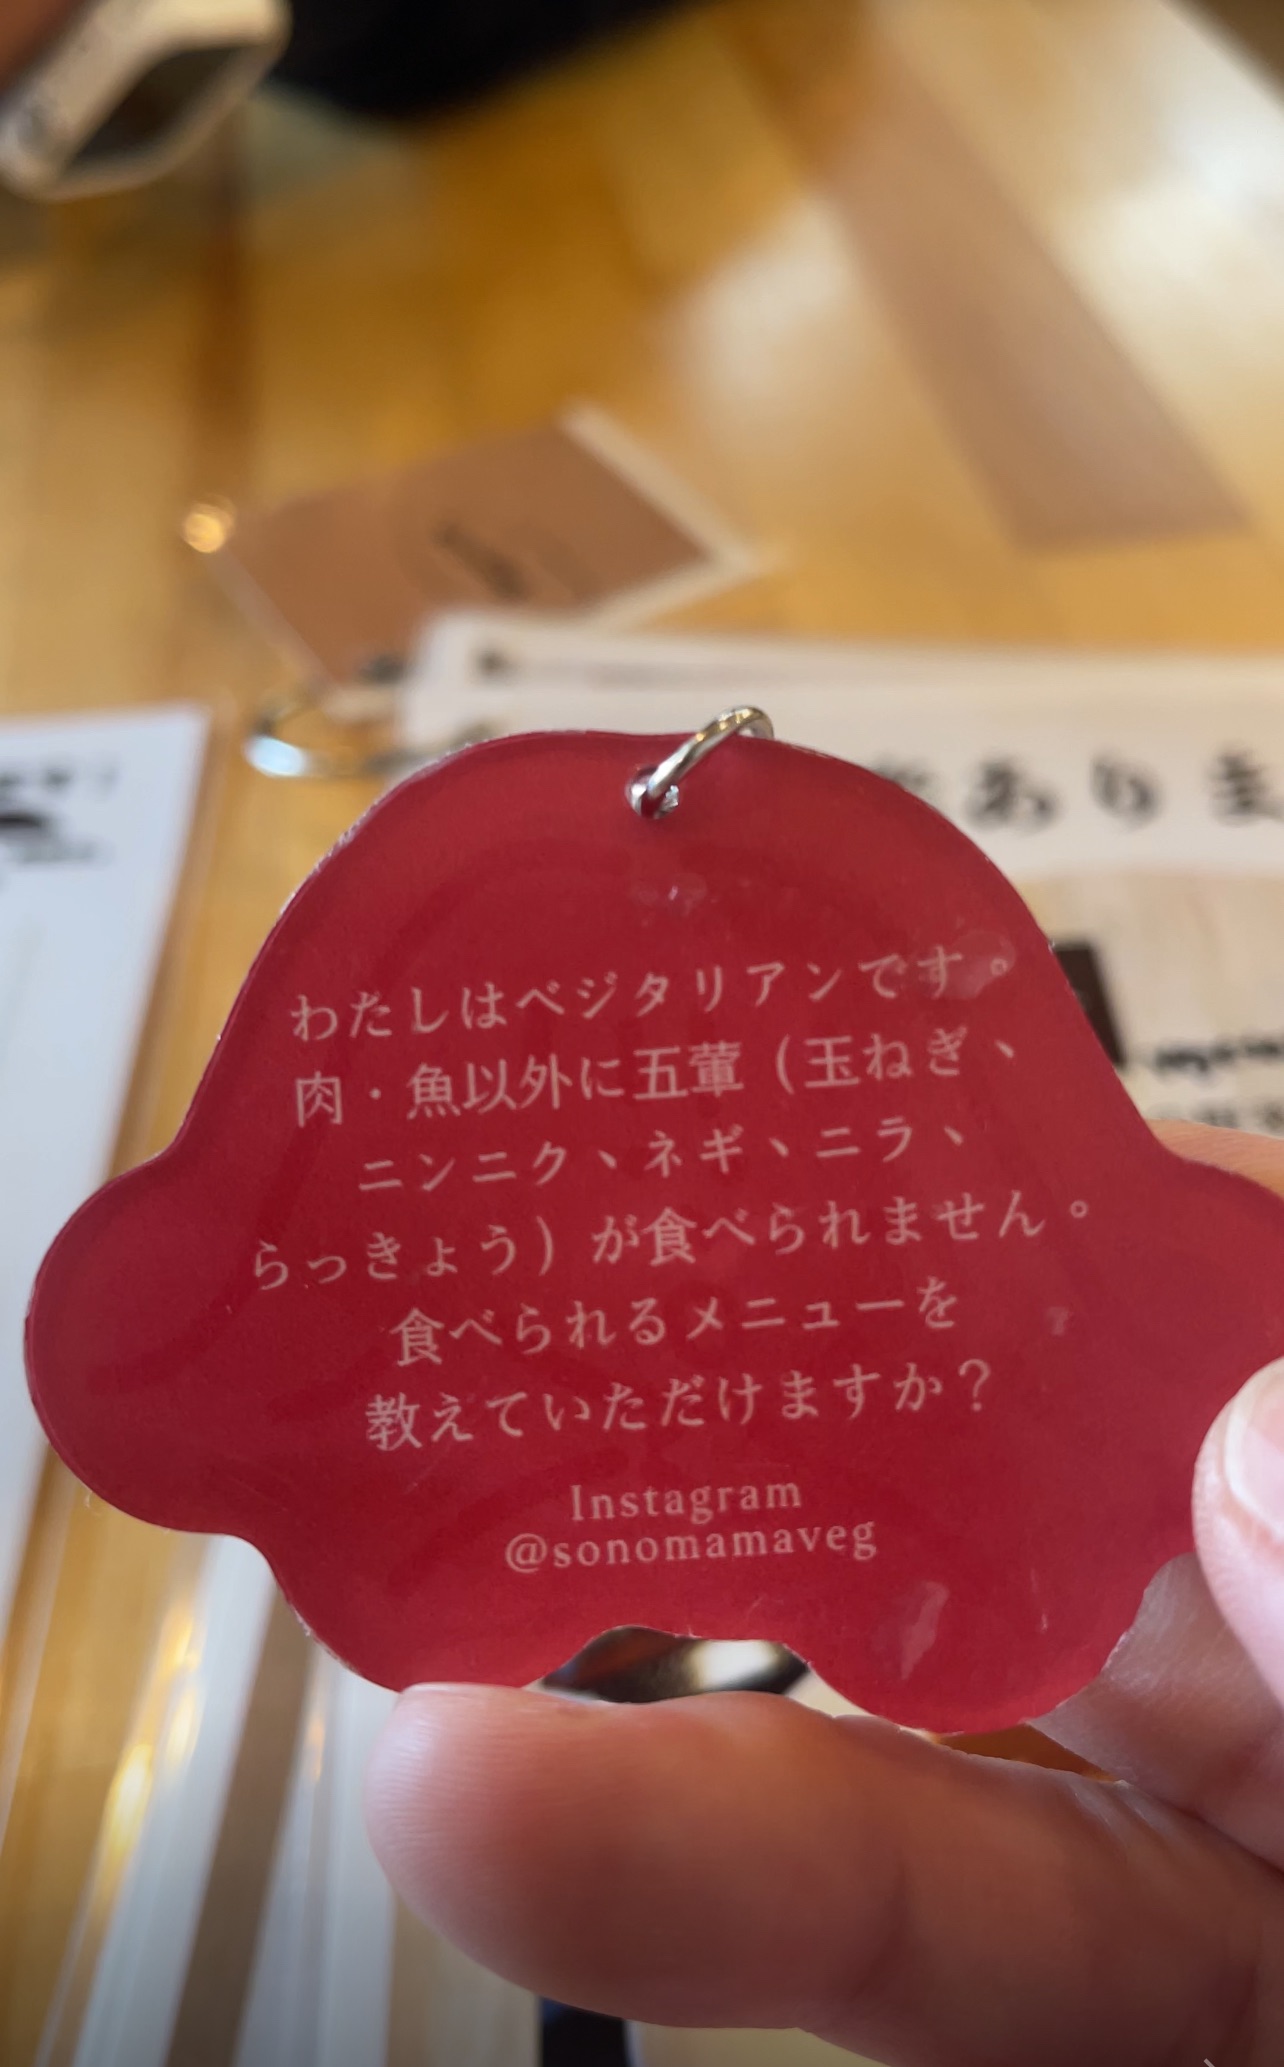 わたしはベジタリアンです。
肉・魚以外に五葷（玉ねぎ、
ニンニク、ネギ、ニラ、
らっきょう）が食べられません。
食べられるメニューを
教えていただけますか？
Instagram
@sonomamaveg
ありま